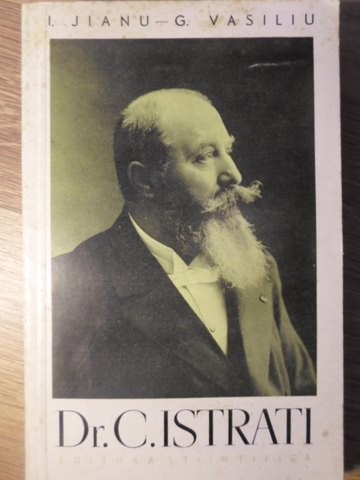 I. JIANU—G. VASILIU
Dr. C. ISTRATI
EDITURA ȘTIINȚIFICĂ